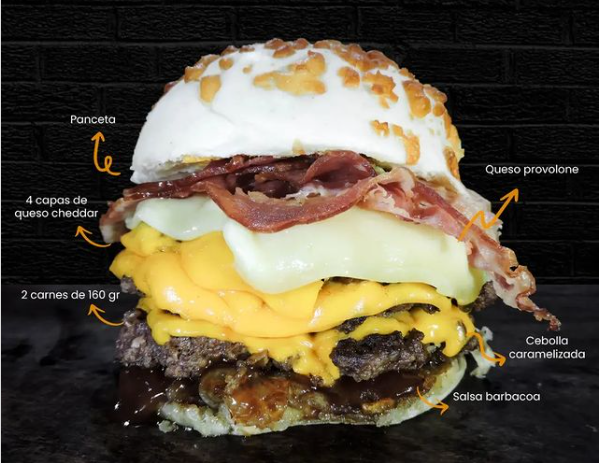 Panceta
Queso provolone
4 capas de
queso cheddar
2 carnes de 160 gr
Cebolla
caramelizada
Salsa barbacoa